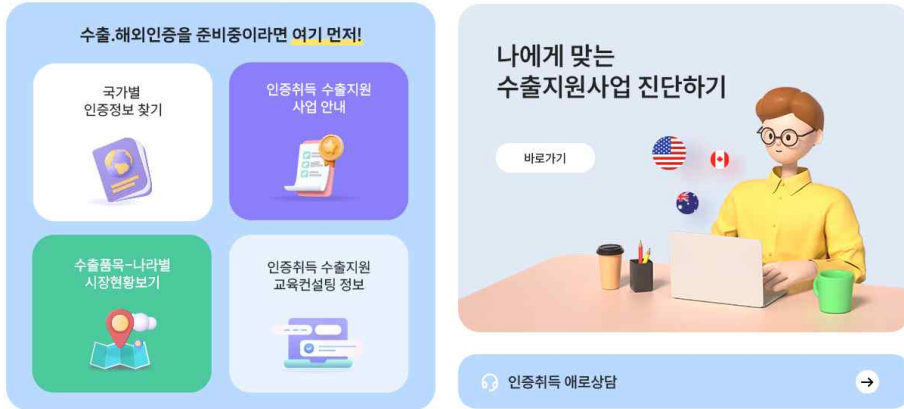 수출.해외인증을 준비중이라면 여기 먼저!
국가별
인증정보 찾기
인증취득 수출지원
사업 안내
수출품목-나라별
시장현황보기
인증취득 수출지원
교육컨설팅 정보
나에게 맞는
수출지원사업 진단하기
바로가기
인증취득 애로상담